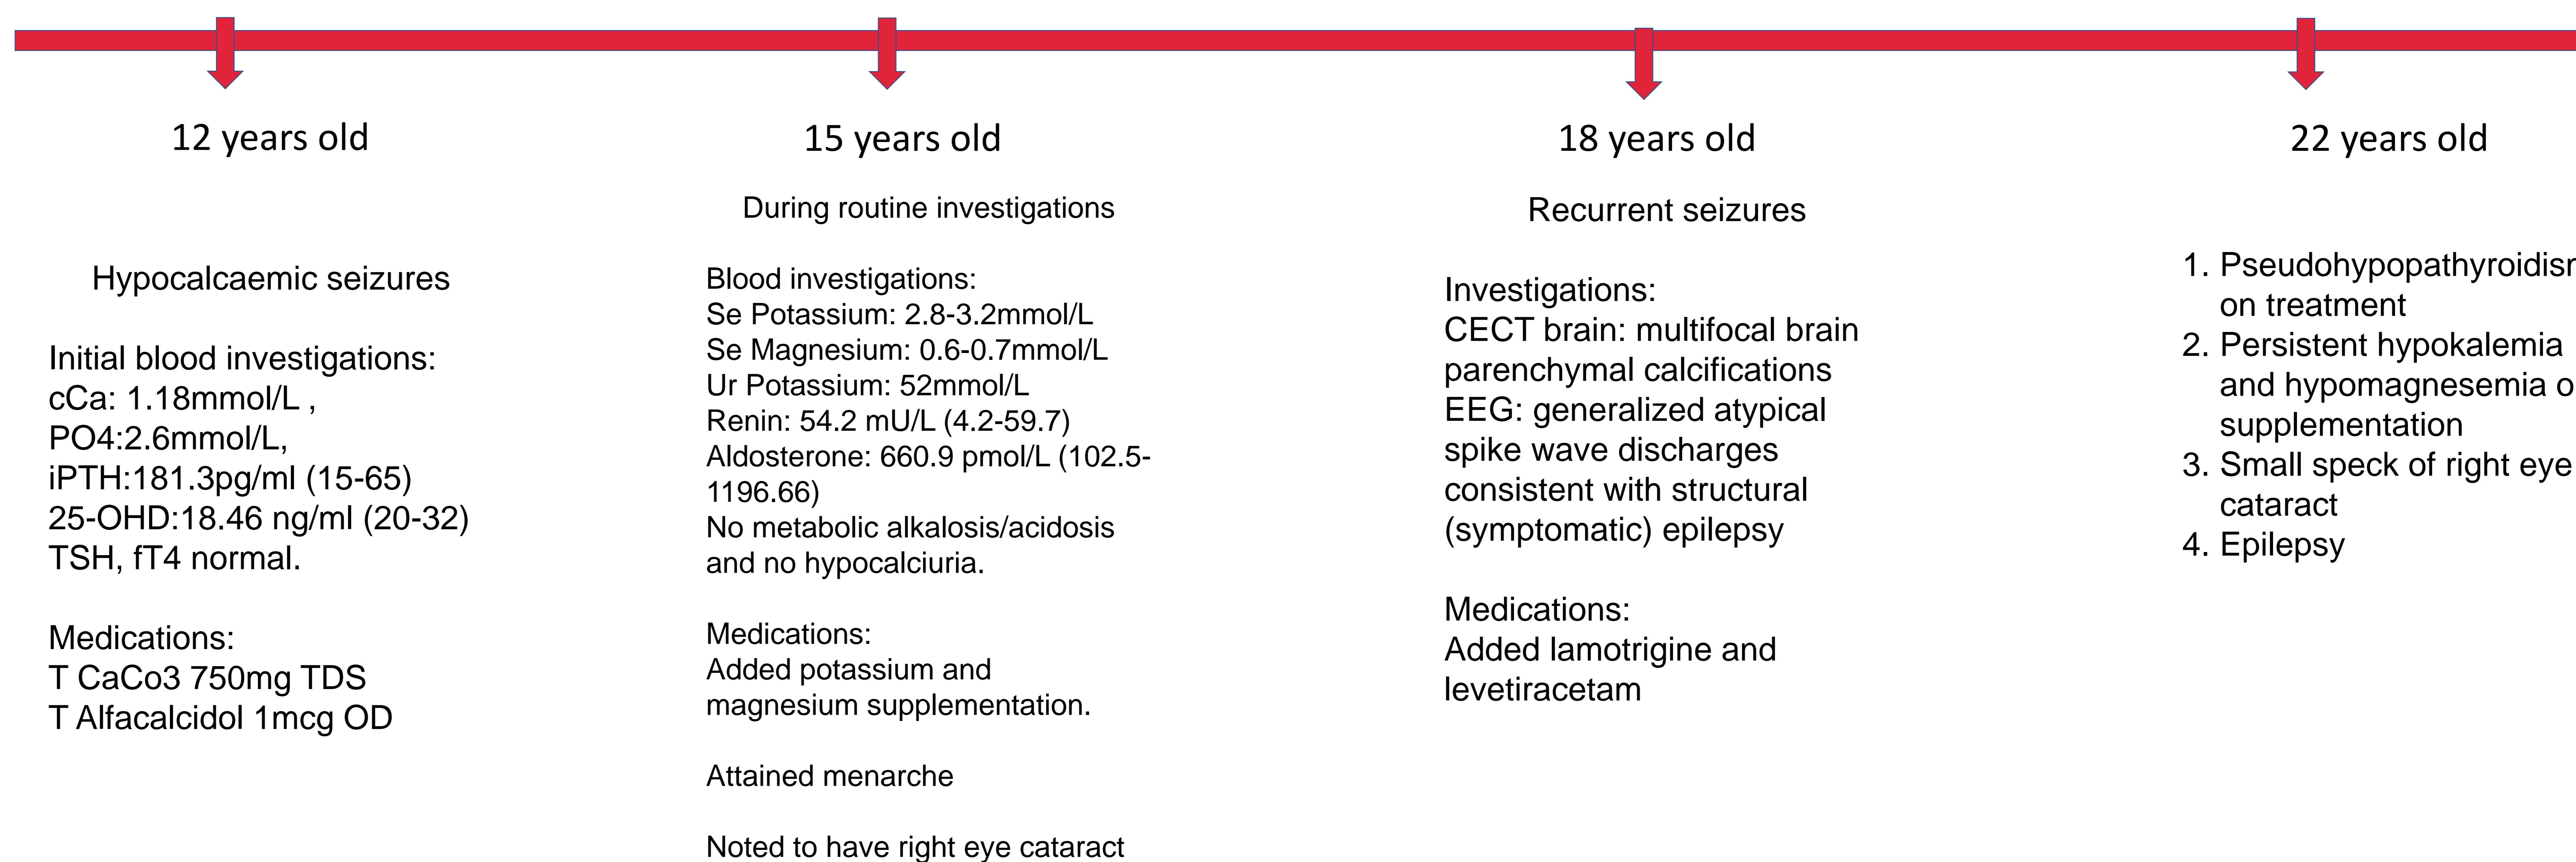 12 years old
Hypocalcaemic seizures
Initial blood investigations:
cCa: 1.18mmol/L ,
PO4:2.6mmol/L,
iPTH:181.3pg/ml (15-65)
25-OHD:18.46 ng/ml (20-32)
TSH, fT4 normal.
Medications:
T CaCo3 750mg TDS
T Alfacalcidol 1mcg OD
15 years old
During routine investigations
Blood investigations:
Se Potassium: 2.8-3.2mmol/L
Se Magnesium: 0.6-0.7mmol/L
Ur Potassium: 52mmol/L
Renin: 54.2 mU/L (4.2-59.7)
Aldosterone: 660.9 pmol/L (102.5-
1196.66)
No metabolic alkalosis/acidosis
and no hypocalciuria.
Medications:
Added potassium and
magnesium supplementation.
Attained menarche
Noted to have right eye cataract
18 years old
Recurrent seizures
Investigations:
CECT brain: multifocal brain
parenchymal calcifications
EEG: generalized atypical
spike wave discharges
consistent with structural
(symptomatic) epilepsy
Medications:
Added lamotrigine and
levetiracetam
22 years old
1. Pseudohypopathyroidis
on treatment
2. Persistent hypokalemia
and hypomagnesemia o
supplementation
3. Small speck of right eye
cataract
4. Epilepsy